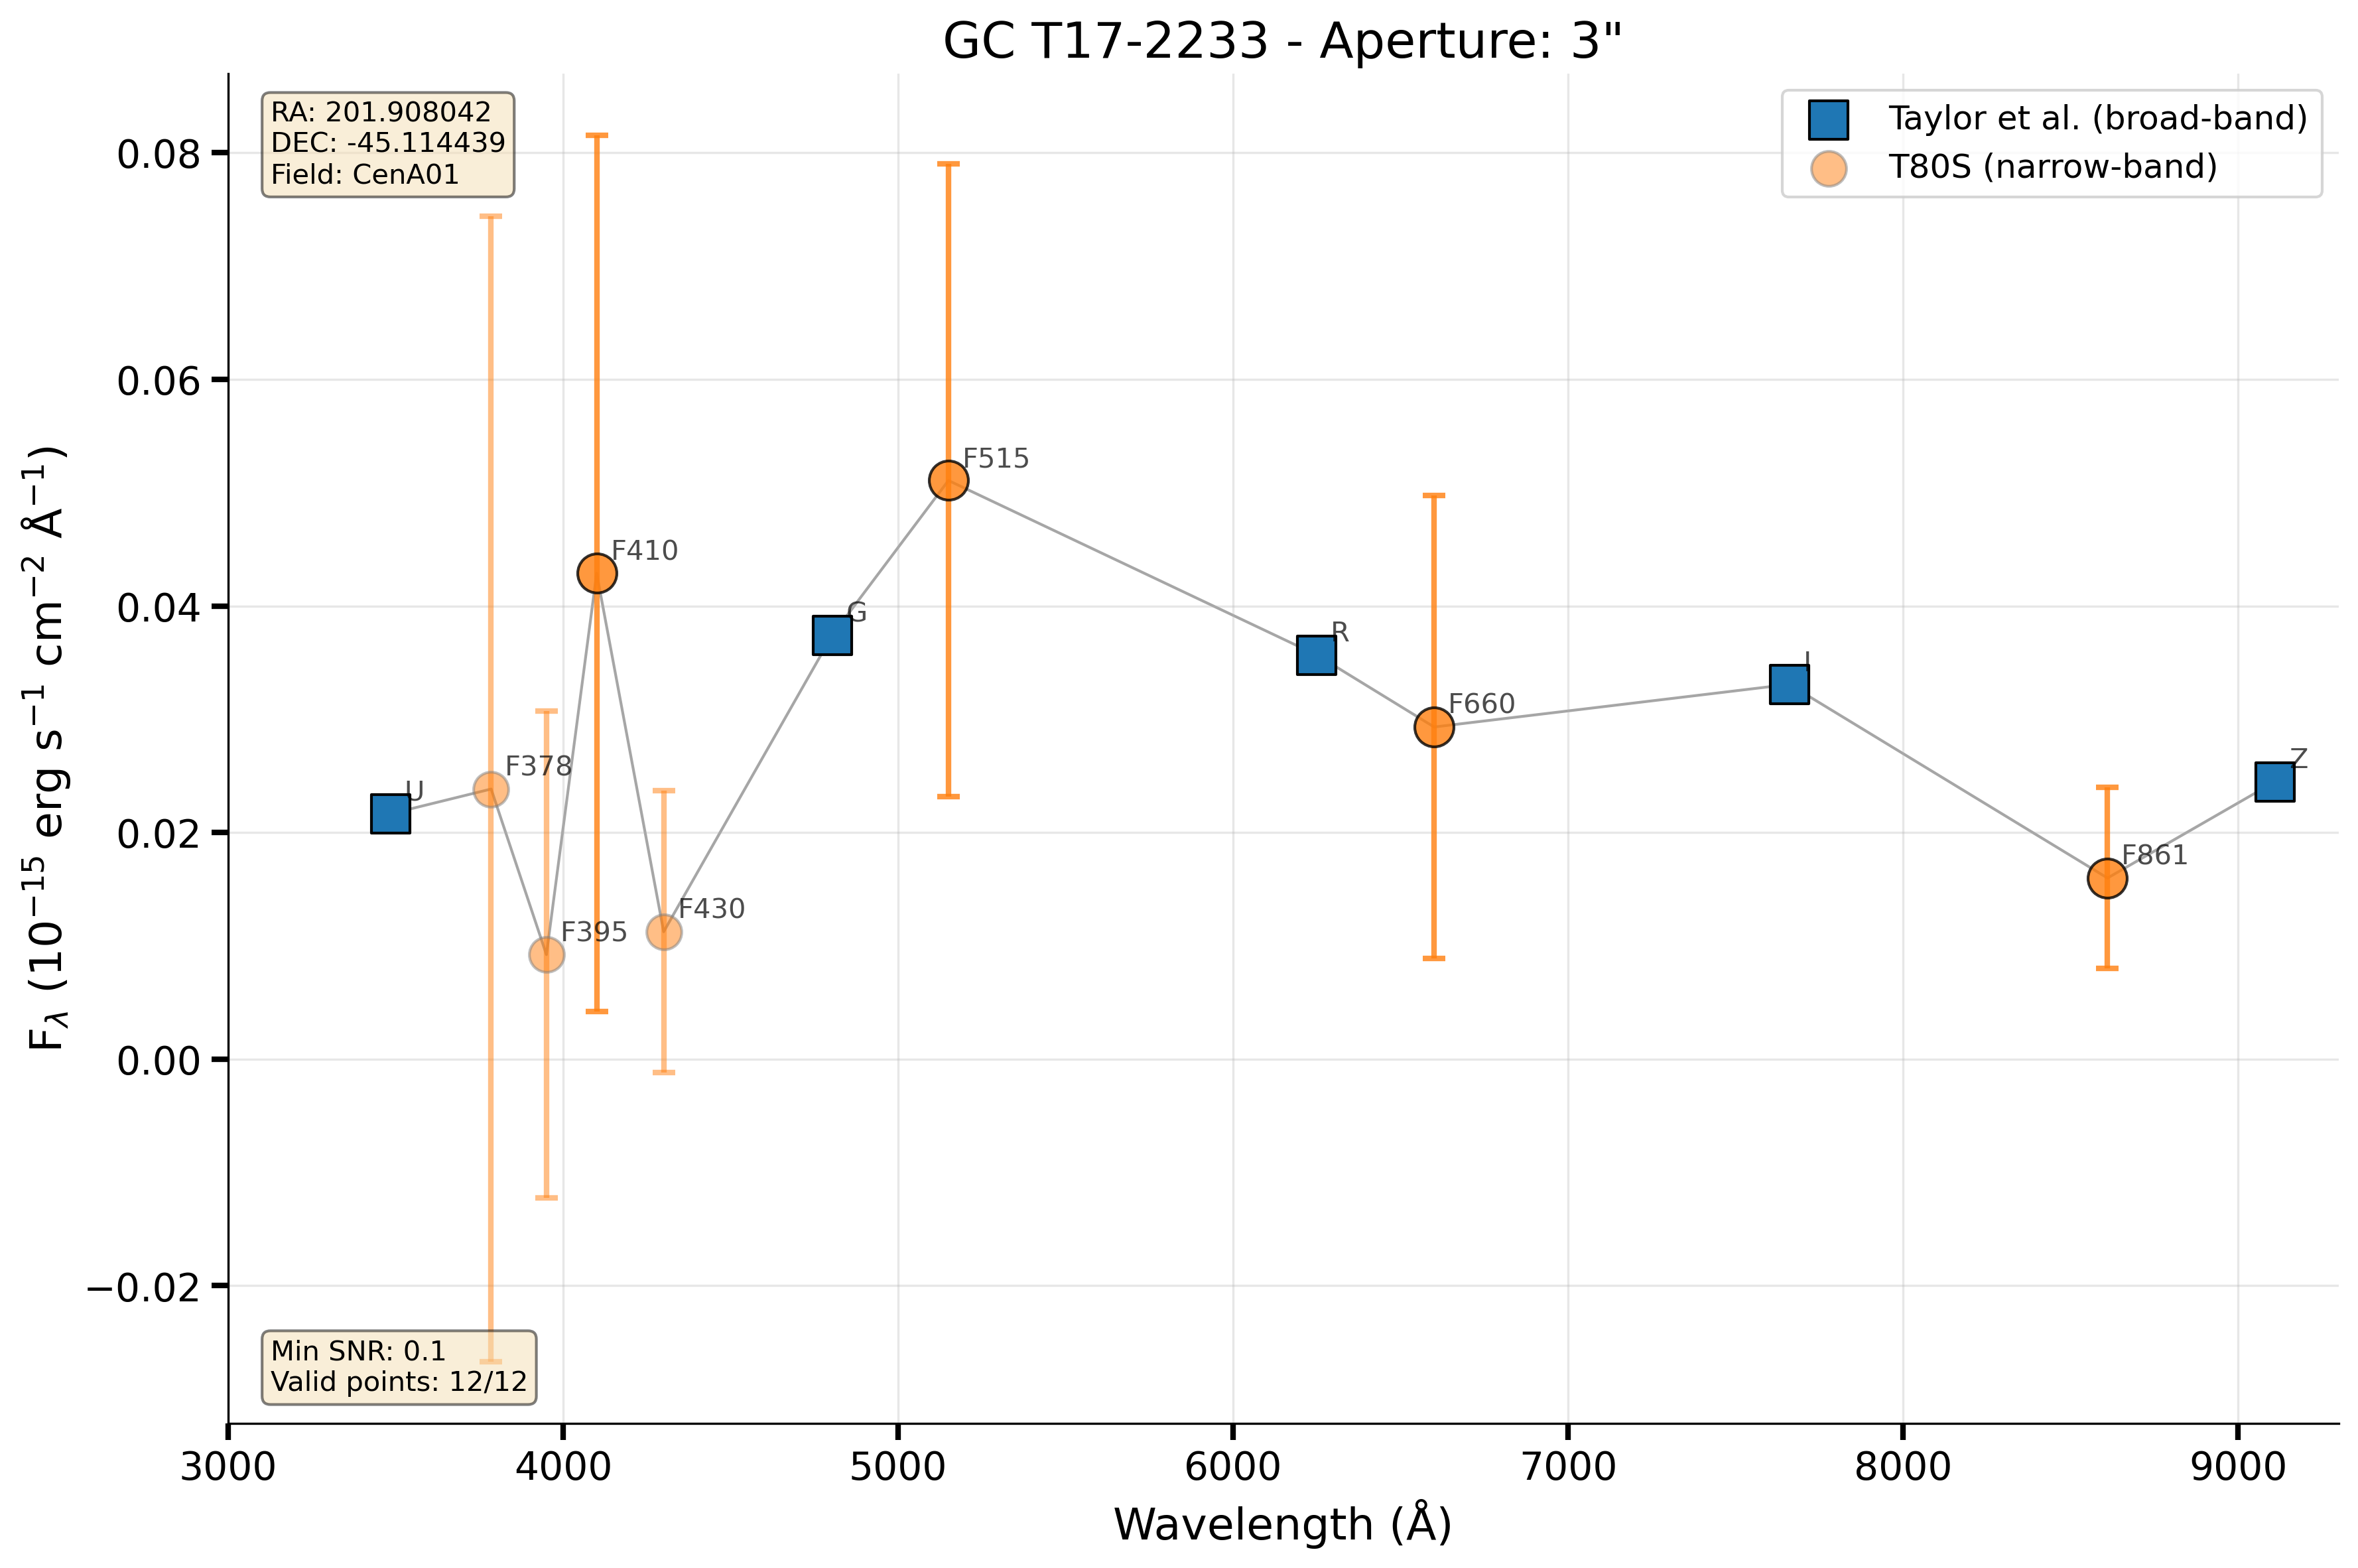 GC T17-2233 - Aperture: 3"
RA: 201.908042
DEC: -45.114439
Field: CenA01
Taylor et al. (broad-band)
T80S (narrow-band)
0.08
0.06
0.04
0.02
0.00
−0.02
F_λ (10⁻¹⁵ erg s⁻¹ cm⁻² Å⁻¹)
U
F378
F395
F410
F430
G
F515
R
F660
I
F861
Z
Min SNR: 0.1
Valid points: 12/12
3000
4000
5000
6000
7000
8000
9000
Wavelength (Å)